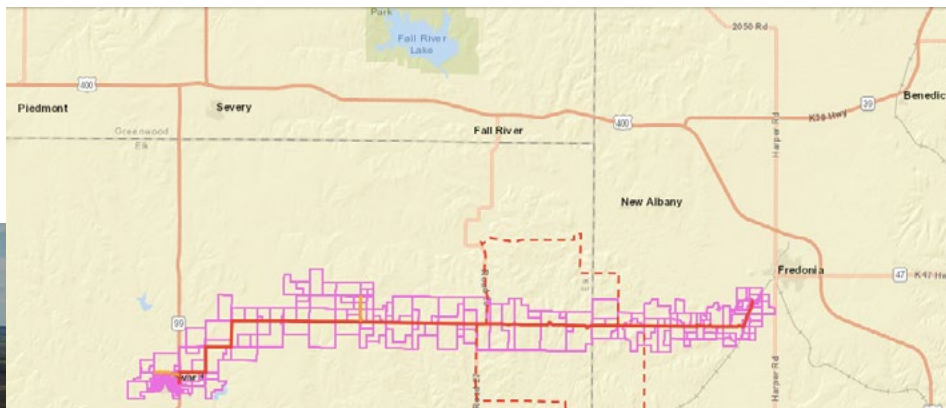 Park
Fall River
Lake
2050 Rd
400
Piedmont
Severy
39
Benedic
K39 Hwy
Harper Rd
Greenwood
Elk
Fall River
400
New Albany
Fredonia
47
K47 Hw
99
Harper Rd